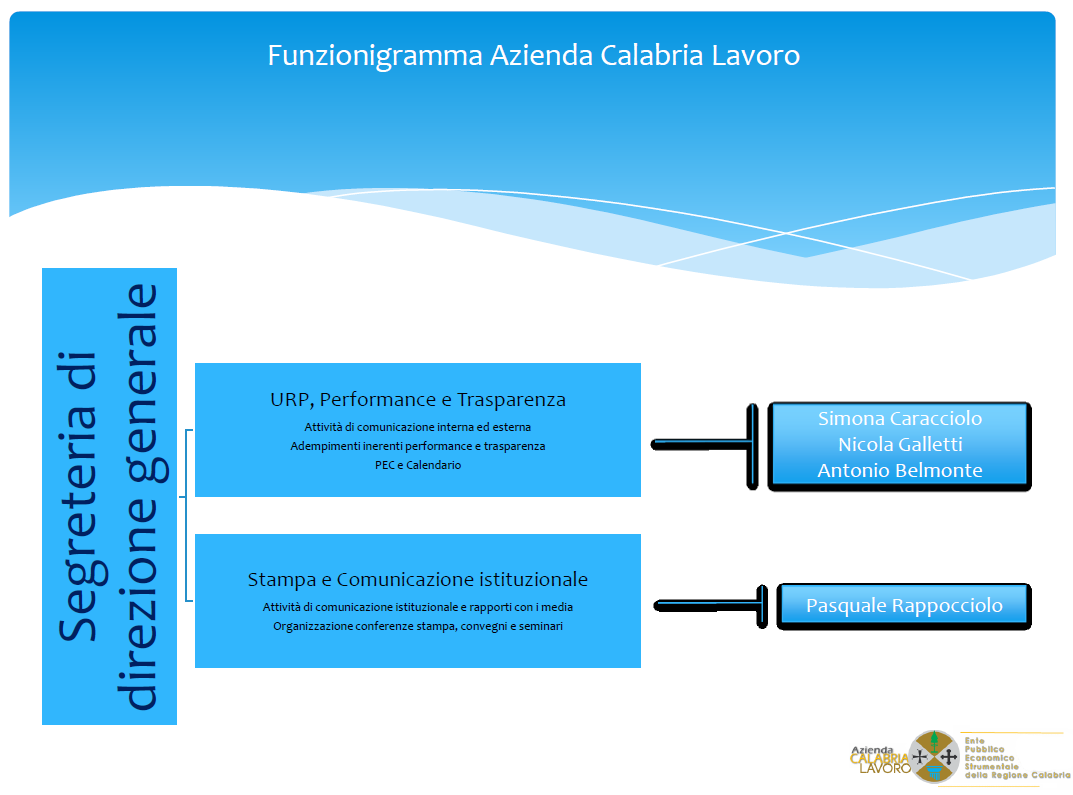 Funzionigramma Azienda Calabria Lavoro
Segreteria di
direzione generale
URP, Performance e Trasparenza
Attività di comunicazione interna ed esterna
Adempimenti inerenti performance e trasparenza
PEC e Calendario
Simona Caracciolo
Nicola Galletti
Antonio Belmonte
Stampa e Comunicazione istituzionale
Attività di comunicazione istituzionale e rapporti con i media
Organizzazione conferenze stampa, convegni e seminari
Pasquale Rappocciolo
Azienda
CALABRIA
LAVORO
Ente
Pubblico
Economico
Strumentale
della Regione Calabria